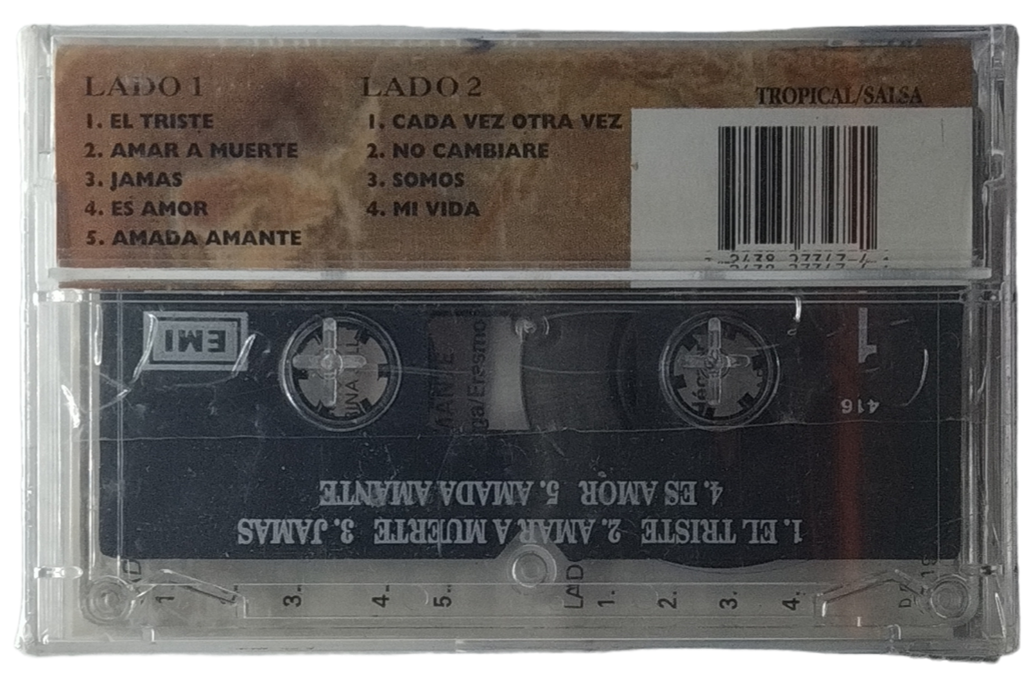 LADO 1
1. EL TRISTE
2. AMAR A MUERTE
3. JAMAS
4. ES AMOR
5. AMADA AMANTE
LADO 2
1. CADA VEZ OTRA VEZ
2. NO CAMBIARE
3. SOMOS
4. MI VIDA
TROPICAL/SALSA
EMI
1
416
1. EL TRISTE 2. AMAR A MUERTE 3. JAMAS
4. ES AMOR 5. AMADA AMANTE
1.
3.
4.
5.
LADO
1.
2.
3.
4.